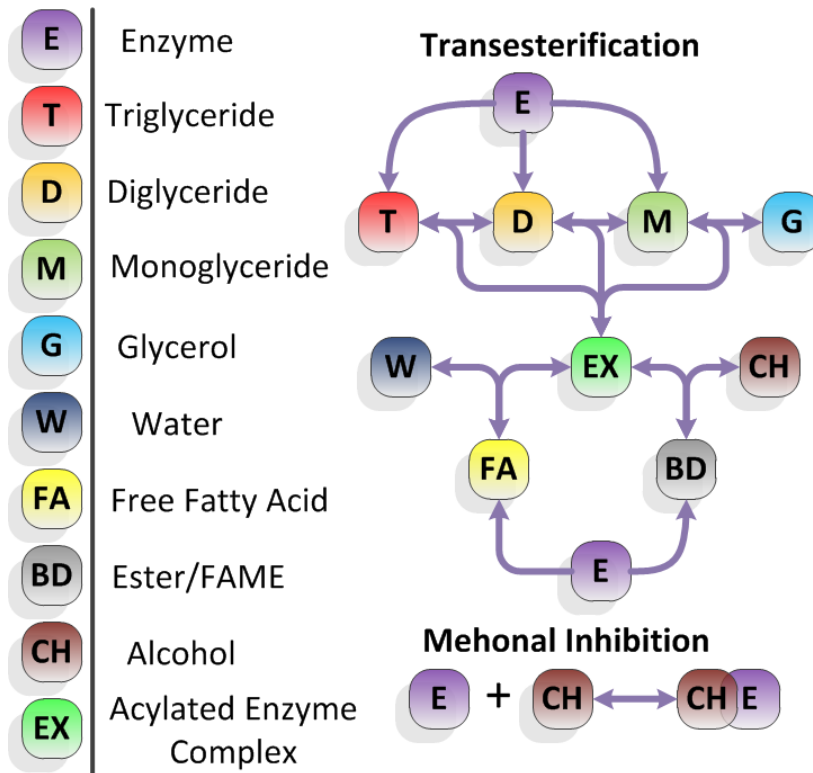 E Enzyme
T Triglyceride
D Diglyceride
M Monoglyceride
G Glycerol
W Water
FA Free Fatty Acid
BD Ester/FAME
CH Alcohol
EX Acylated Enzyme
Complex
Transesterification
E
T D M G
W EX CH
FA BD
E
Mehonal Inhibition
E + CH CH E